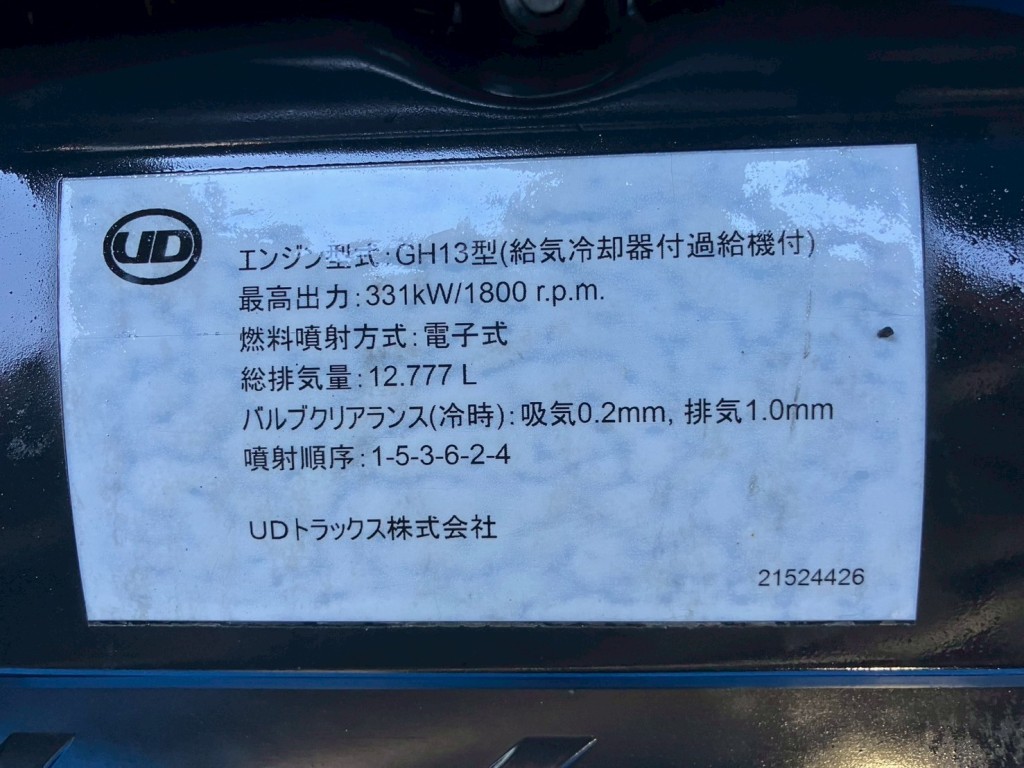 UD
エンジン型式:GH13型(給気冷却器付過給機付)
最高出力:331kW/1800 r.p.m.
燃料噴射方式:電子式
総排気量:12.777 L
バルブクリアランス(冷時):吸気0.2mm, 排気1.0mm
噴射順序:1-5-3-6-2-4
UDトラックス株式会社
21524426